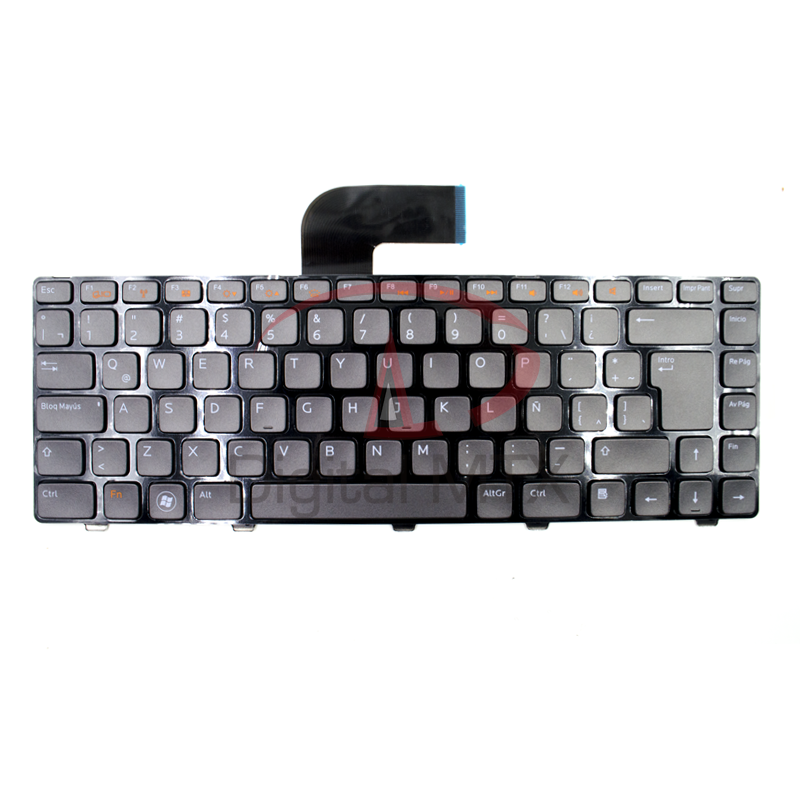 Esc F1 F2 F3 F4 F5 F6 F7 F8 F9 F10 F11 F12 Insert Impr Pant Supr
° | ¬ ! 1 " 2 # 3 $ 4 % 5 & 6 / 7 ( 8 ) 9 = 0 ? ' ¡ ¿ Inicio
Q @ W E R T Y U I O P ¨ ´ * + ~ Intro Re Pág
Bloq Mayús A S D F G H J K L Ñ [ { ^ ] } ` Av Pág
> < Z X C V B N M ; , : . _ - Fin
Ctrl Fn Alt AltGr Ctrl
Digital MEX